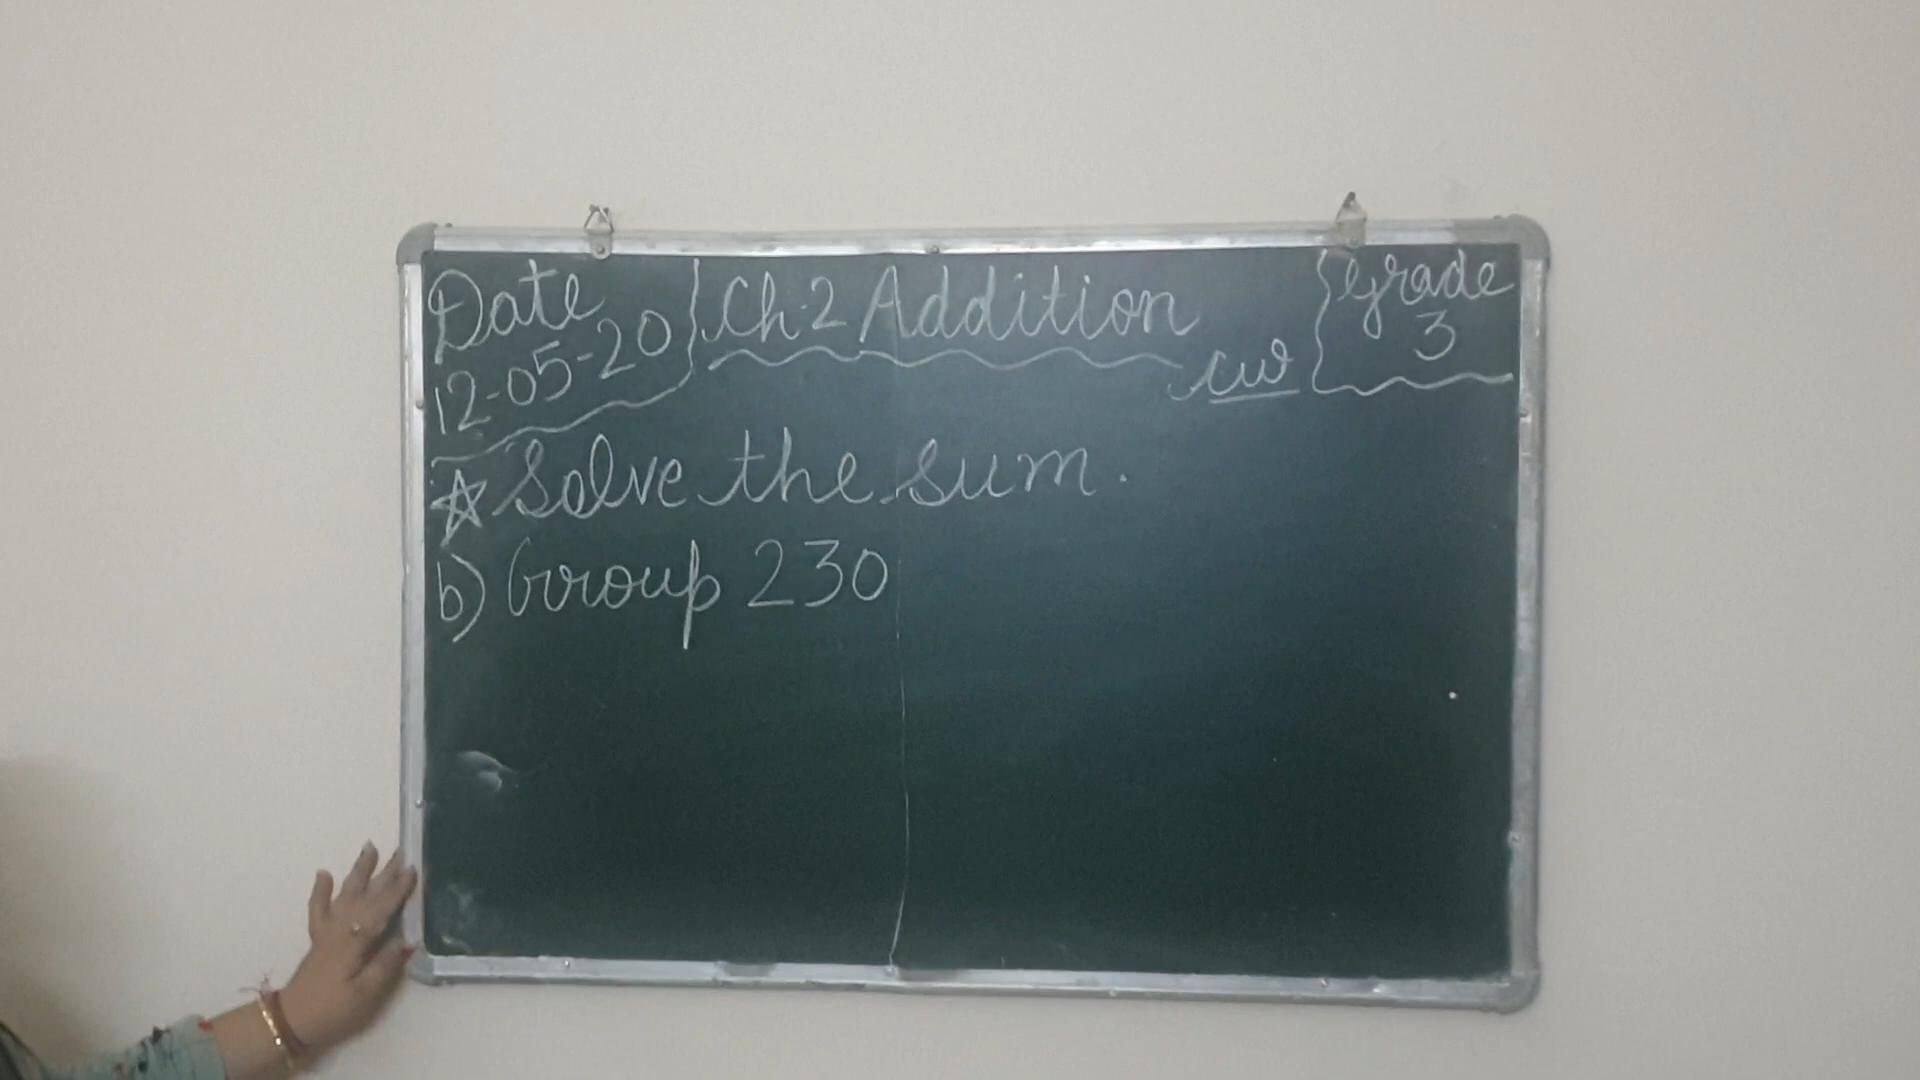 Date
12-05-20
Ch-2 Addition
cw
Grade
3
☆ Solve the sum.
b) Group 230